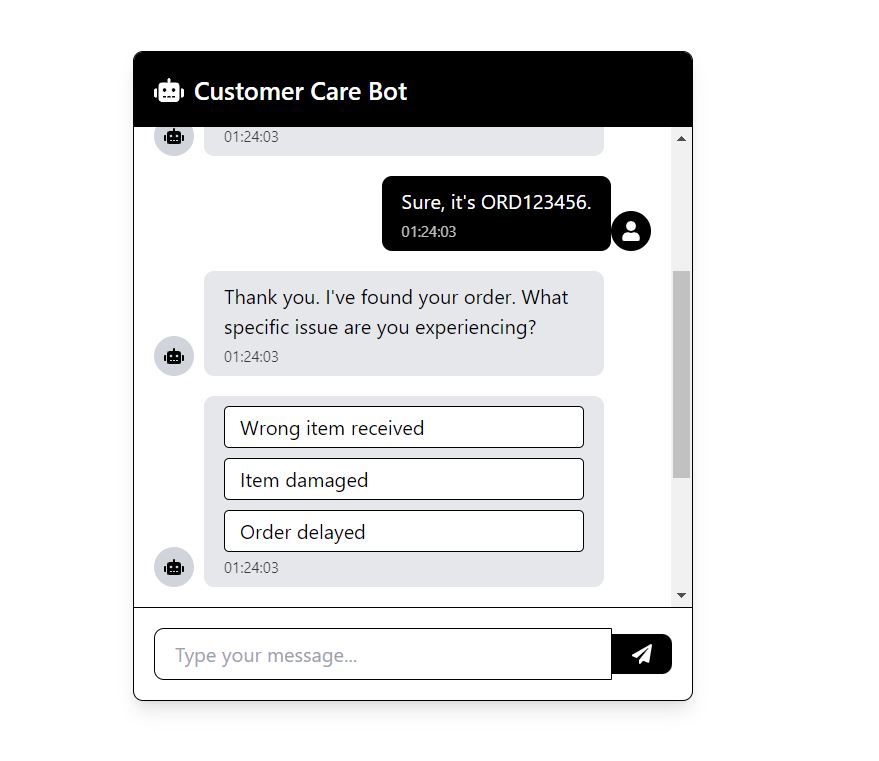 Customer Care Bot
01:24:03
Sure, it's ORD123456.
01:24:03
Thank you. I've found your order. What
specific issue are you experiencing?
01:24:03
Wrong item received
Item damaged
Order delayed
01:24:03
Type your message...